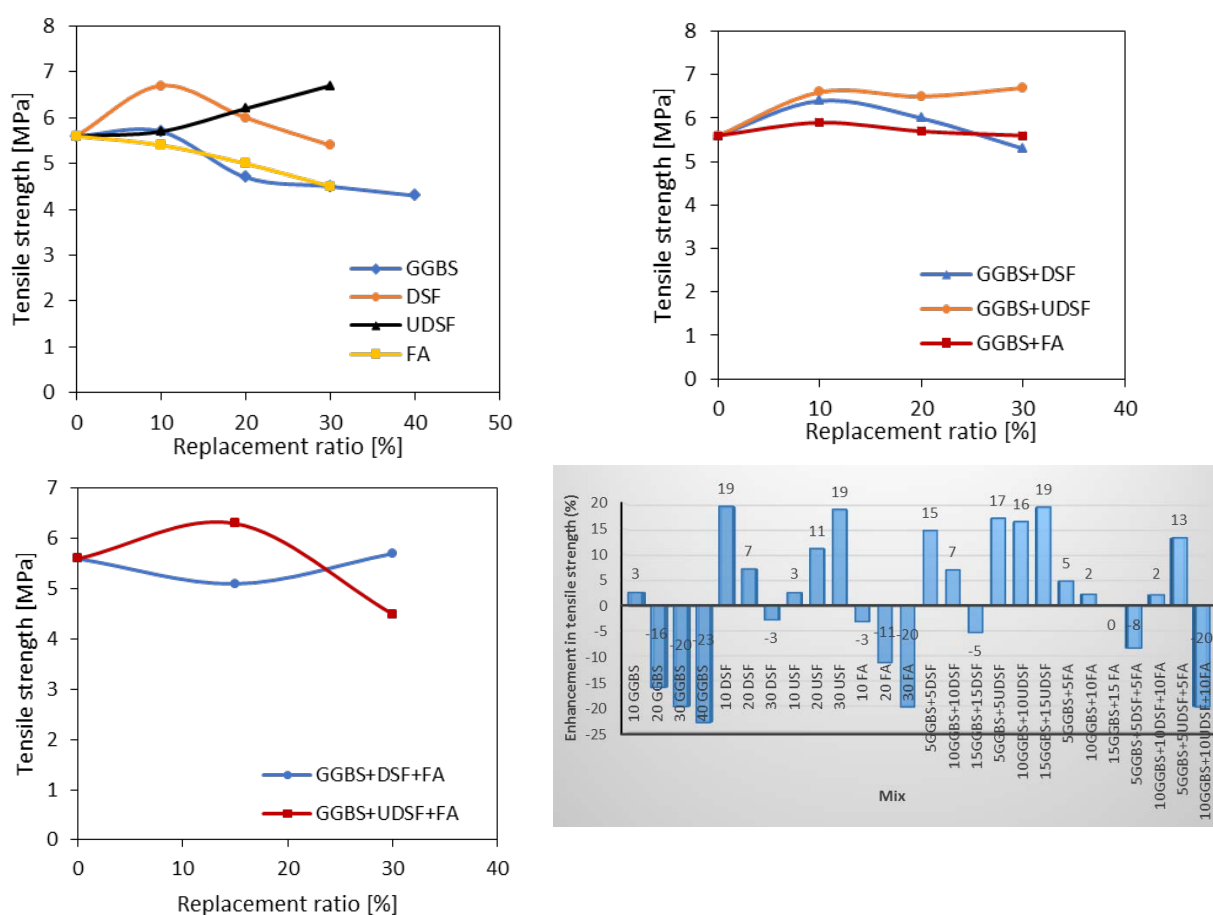 8
7
6
5
4
3
2
1
0
Tensile strength [MPa]
GGBS
DSF
UDSF
FA
0 10 20 30 40 50
Replacement ratio [%]
8
7
6
5
4
3
2
1
0
Tensile strength [MPa]
GGBS+DSF
GGBS+UDSF
GGBS+FA
0 10 20 30 40
Replacement ratio [%]
7
6
5
4
3
2
1
0
Tensile strength [MPa]
GGBS+DSF+FA
GGBS+UDSF+FA
0 10 20 30 40
Replacement ratio [%]
Enhancement in tensile strength (%)
20
15
10
5
0
-5
-10
-15
-20
-25
3
-16
-20
-23
19
7
-3
3
11
19
-3
-11
-20
15
7
-5
17
16
19
5
2
0
-8
2
13
-20
10 GGBS
20 GGBS
30 GGBS
40 GGBS
10 DSF
20 DSF
30 DSF
10 USF
20 USF
30 USF
10 FA
20 FA
30 FA
5GGBS+5DSF
10GGBS+10DSF
15GGBS+15DSF
5GGBS+5UDSF
10GGBS+10UDSF
15GGBS+15UDSF
5GGBS+5FA
10GGBS+10FA
15GGBS+15 FA
5GGBS+5DSF+5FA
10GGBS+10DSF+10FA
5GGBS+5UDSF+5FA
10GGBS+10UDSF+10FA
Mix